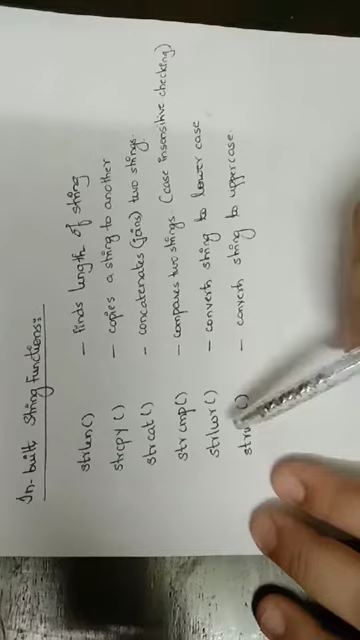 In-built String Functions:
strlen() - finds length of string
strcpy() - copies a string to another
strcat() - concatenates (joins) two strings.
strcmp() - compares two strings. (case insensitive checking)
strlwr() - converts string to lower case
str () - converts string to uppercase.